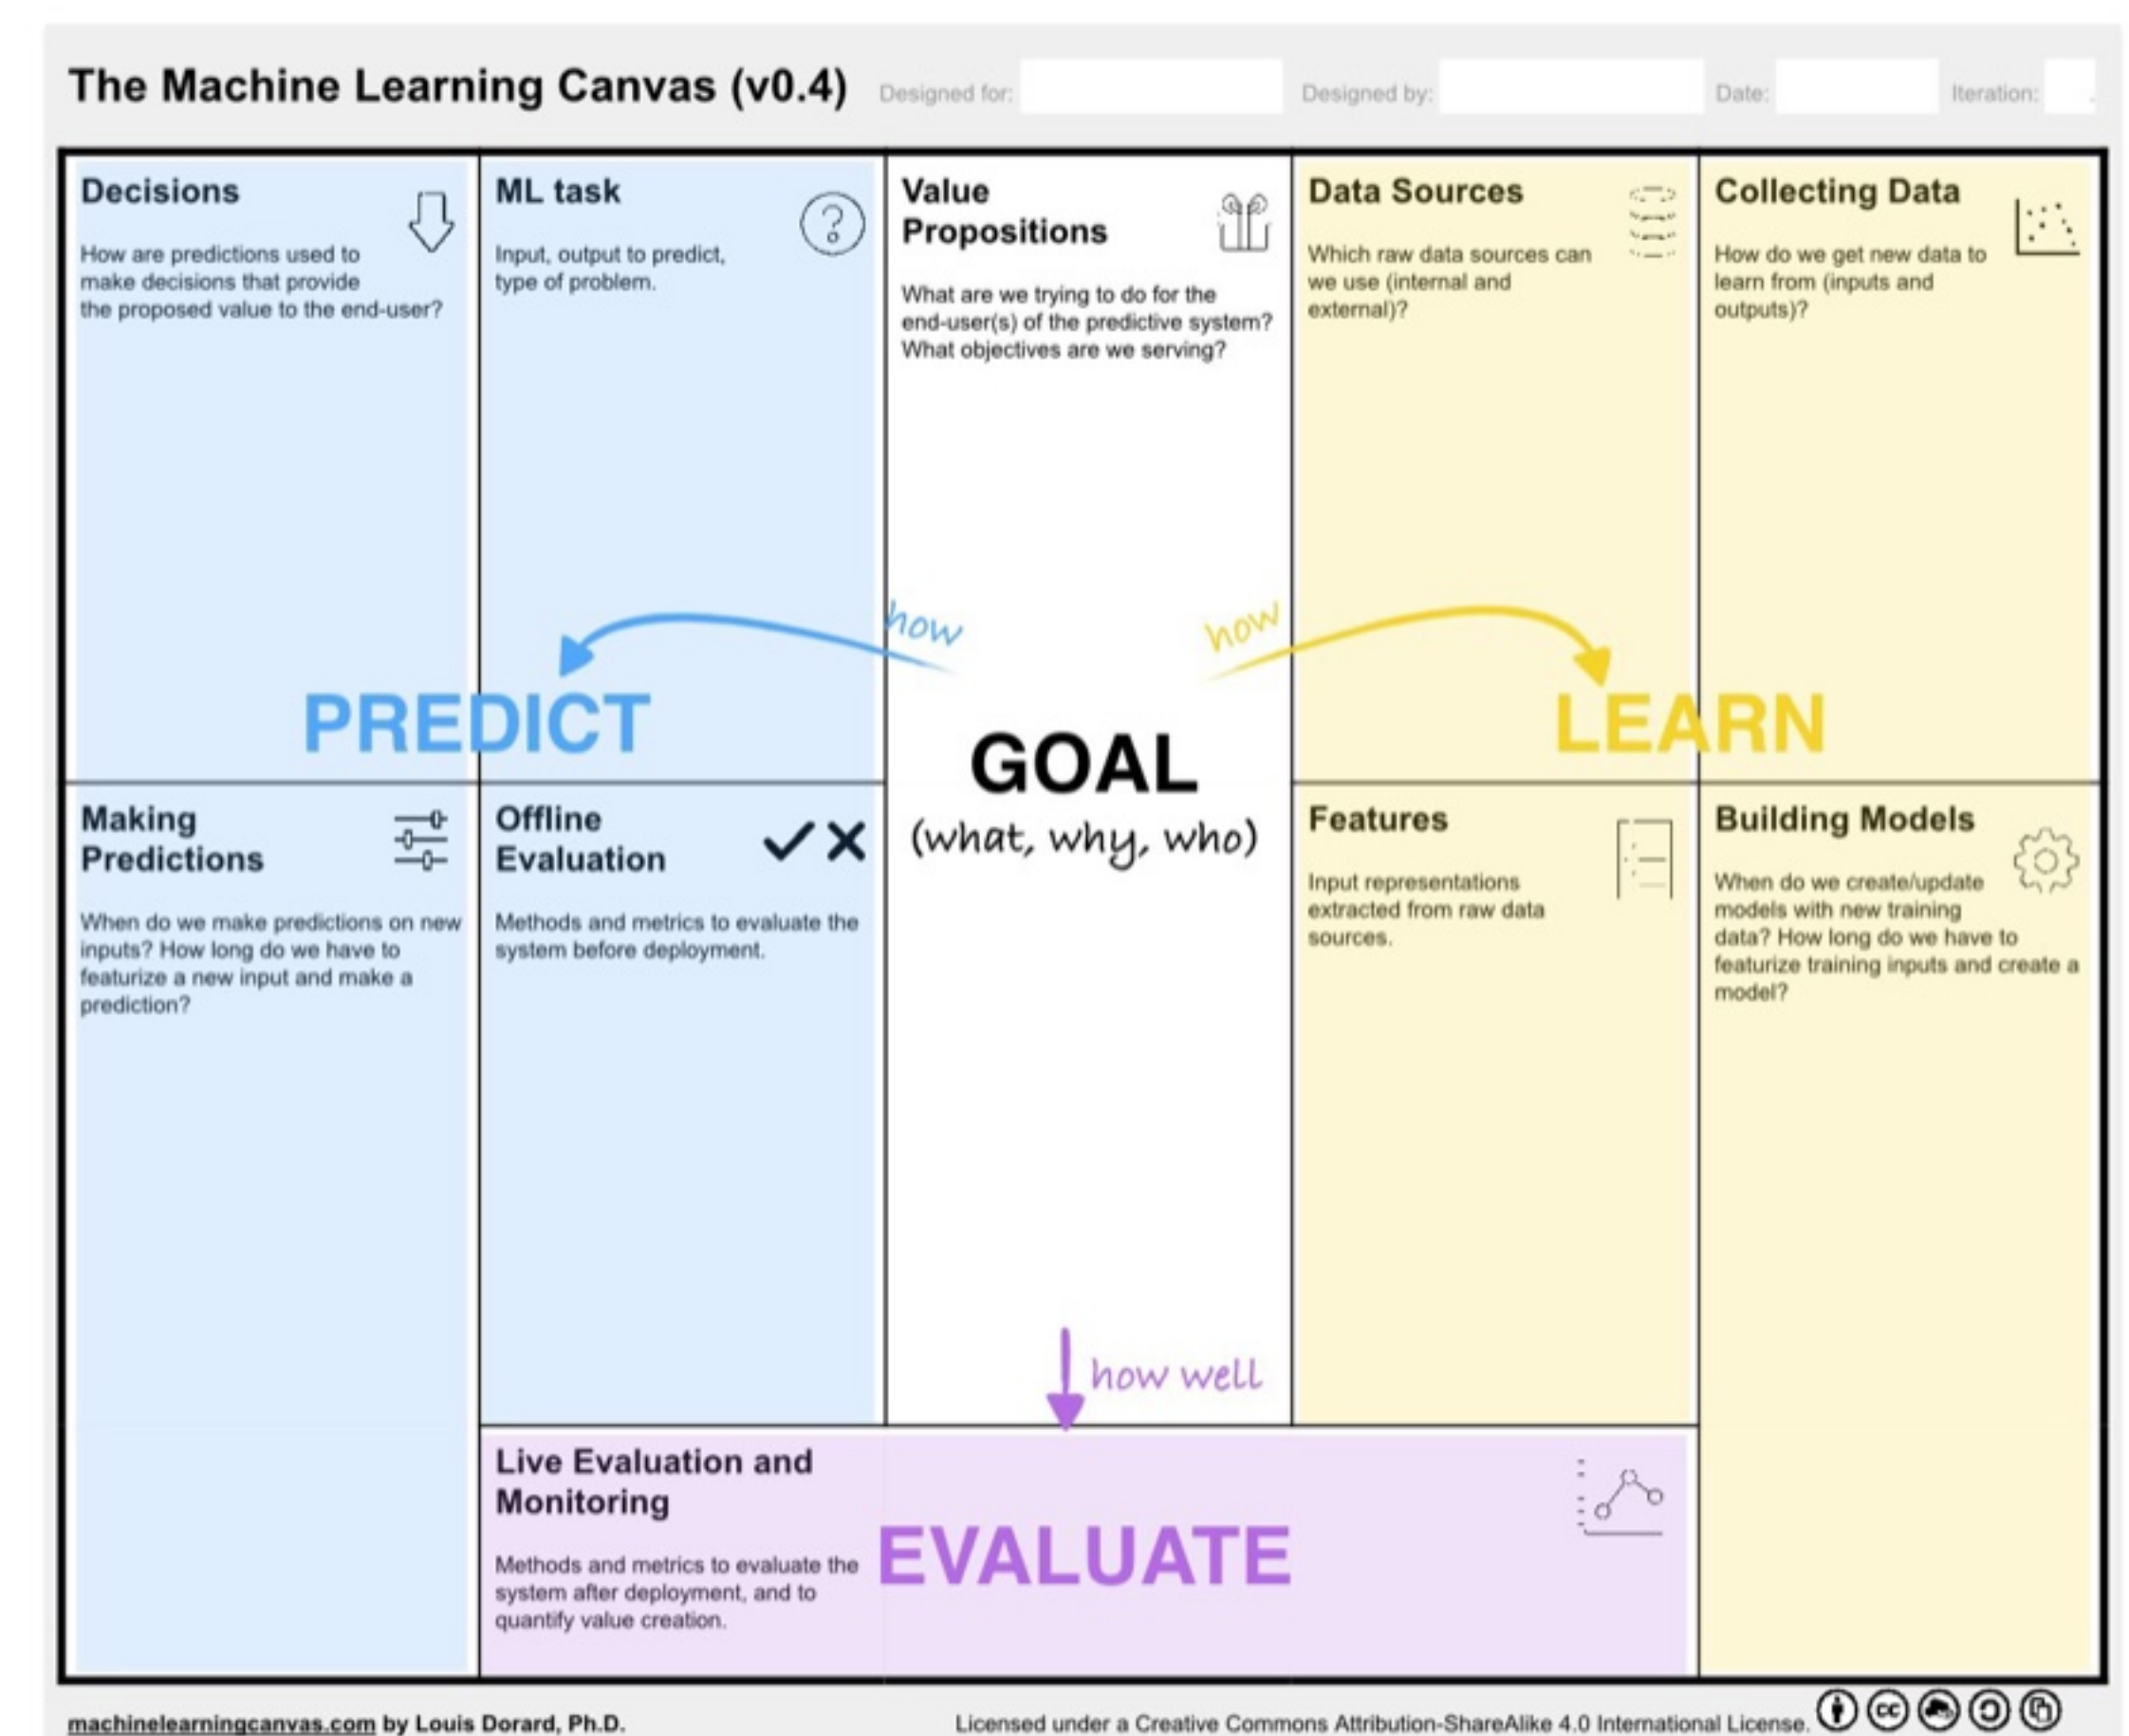 The Machine Learning Canvas (v0.4)
Designed for:
Designed by:
Date:
Iteration:
Decisions
How are predictions used to
make decisions that provide
the proposed value to the end-user?
ML task
Input, output to predict,
type of problem.
Value
Propositions
What are we trying to do for the
end-user(s) of the predictive system?
What objectives are we serving?
Data Sources
Which raw data sources can
we use (internal and
external)?
Collecting Data
How do we get new data to
learn from (inputs and
outputs)?
how
how
PREDICT
GOAL
(what, why, who)
LEARN
Making
Predictions
When do we make predictions on new
inputs? How long do we have to
featurize a new input and make a
prediction?
Offline
Evaluation
Methods and metrics to evaluate the
system before deployment.
Features
Input representations
extracted from raw data
sources.
Building Models
When do we create/update
models with new training
data? How long do we have to
featurize training inputs and create a
model?
how well
Live Evaluation and
Monitoring
Methods and metrics to evaluate the
system after deployment, and to
quantify value creation.
EVALUATE
machinelearningcanvas.com by Louis Dorard, Ph.D.
Licensed under a Creative Commons Attribution-ShareAlike 4.0 International License.
cc